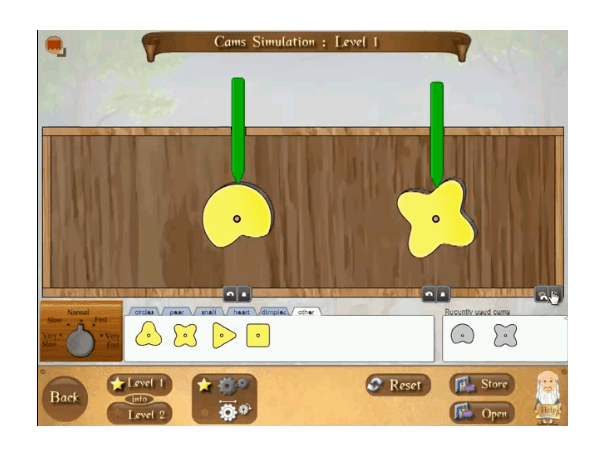 Cams Simulation : Level 1
circles pear snail heart dimples other
Recently used cams
Normal
Slow Fast
Very Slow
Very Fast
Back
Level 1
info
Level 2
Reset
Store
Open
Help